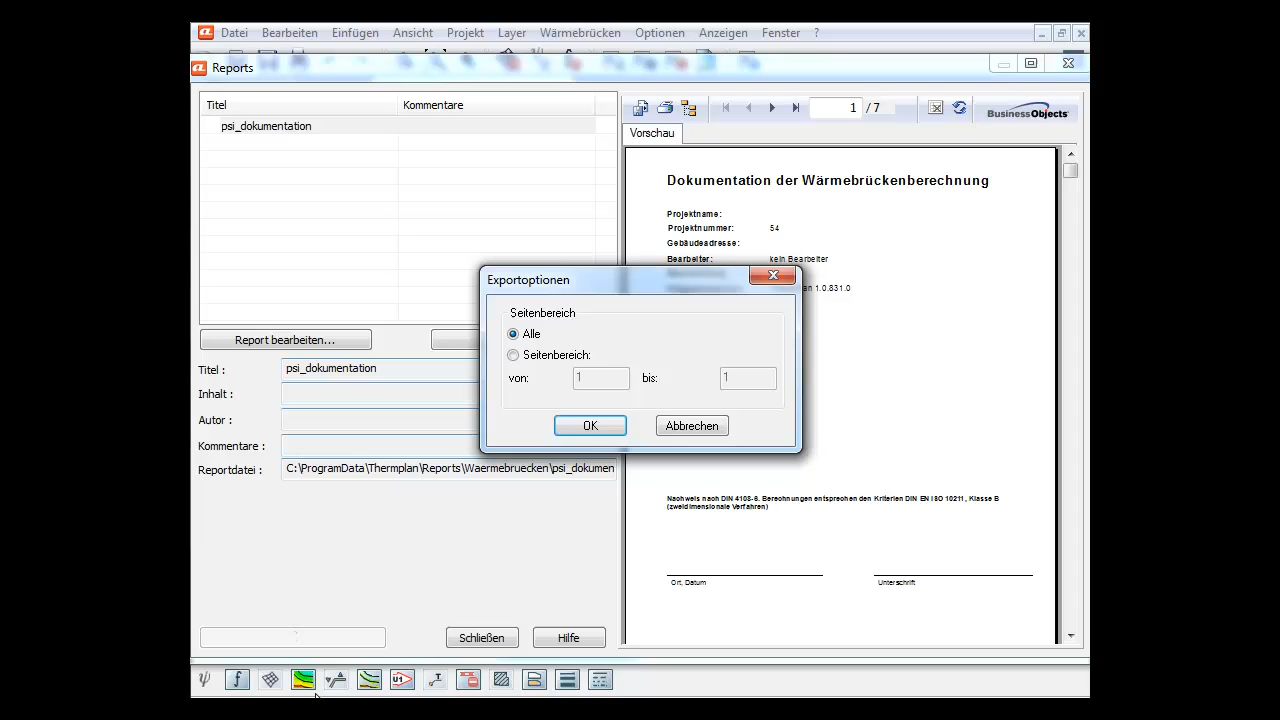 Datei Bearbeiten Einfügen Ansicht Projekt Layer Wärmebrücken Optionen Anzeigen Fenster ?
Reports
Titel Kommentare
psi_dokumentation
1 / 7
BusinessObjects
Vorschau
Dokumentation der Wärmebrückenberechnung
Projektname:
Projektnummer: 54
Gebäudeadresse:
Bearbeiter: kein Bearbeiter
1.0.831.0
Exportoptionen
Seitenbereich
Alle
Seitenbereich:
von: 1 bis: 1
OK Abbrechen
Report bearbeiten...
Titel : psi_dokumentation
Inhalt :
Autor :
Kommentare :
Reportdatei : C:\ProgramData\Thermplan\Reports\Waermebruecken\psi_dokumen
Nachweis nach DIN 4108-6. Berechnungen entsprechen den Kriterien DIN EN ISO 10211, Klasse B
(zweidimensionale Verfahren)
Ort, Datum Unterschrift
Schließen Hilfe
ψ f U1 T